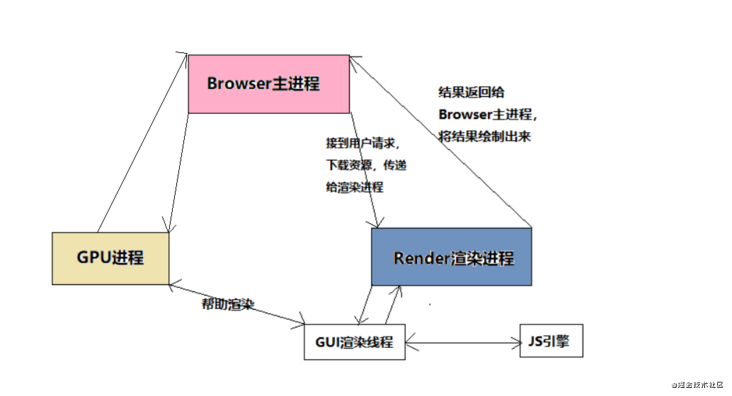 Browser主进程
结果返回给
Browser主进程，
将结果绘制出来
接到用户请求，
下载资源，传递
给渲染进程
GPU进程
Render渲染进程
帮助渲染
GUI渲染线程
JS引擎
@掘金技术社区